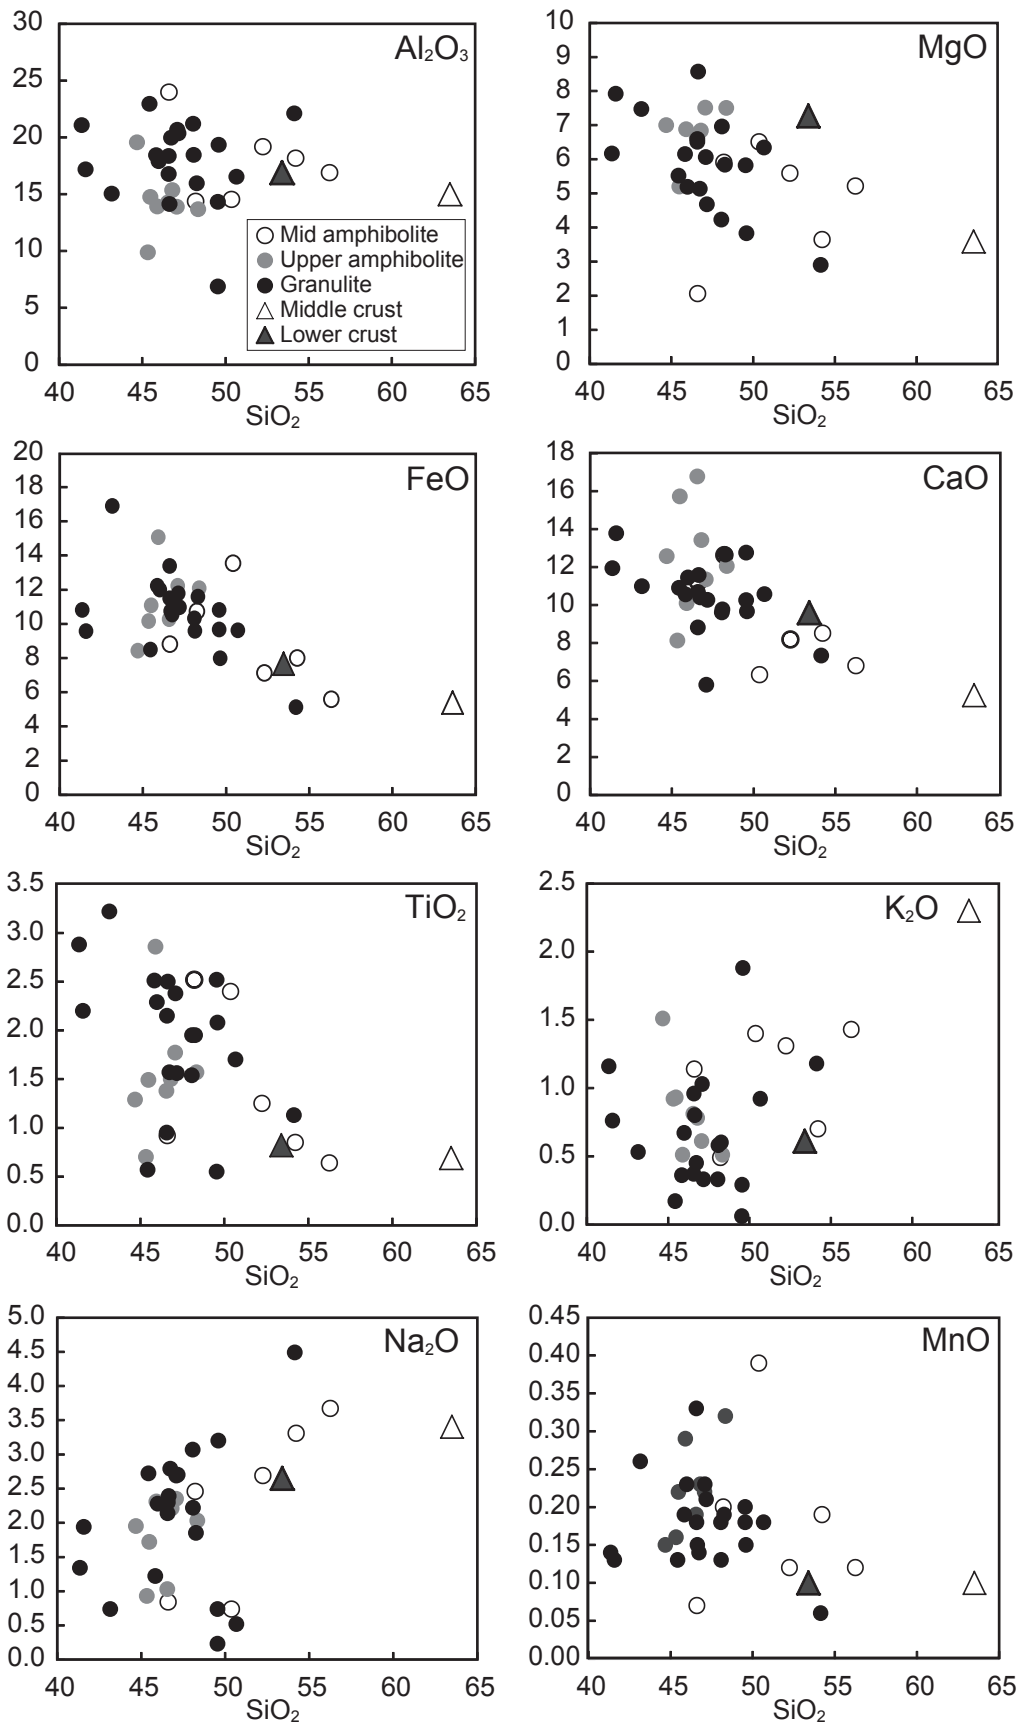 30
25
20
15
10
5
0
Al₂O₃
Mid amphibolite
Upper amphibolite
Granulite
Middle crust
Lower crust
40 45 50 55 60 65
SiO₂
10
9
8
7
6
5
4
3
2
1
0
MgO
40 45 50 55 60 65
SiO₂
20
18
16
14
12
10
8
6
4
2
0
FeO
40 45 50 55 60 65
SiO₂
18
16
14
12
10
8
6
4
2
0
CaO
40 45 50 55 60 65
SiO₂
3.5
3.0
2.5
2.0
1.5
1.0
0.5
0.0
TiO₂
40 45 50 55 60 65
SiO₂
2.5
2.0
1.5
1.0
0.5
0.0
K₂O
40 45 50 55 60 65
SiO₂
5.0
4.5
4.0
3.5
3.0
2.5
2.0
1.5
1.0
0.5
0.0
Na₂O
40 45 50 55 60 65
SiO₂
0.45
0.40
0.35
0.30
0.25
0.20
0.15
0.10
0.05
0.00
MnO
40 45 50 55 60 65
SiO₂